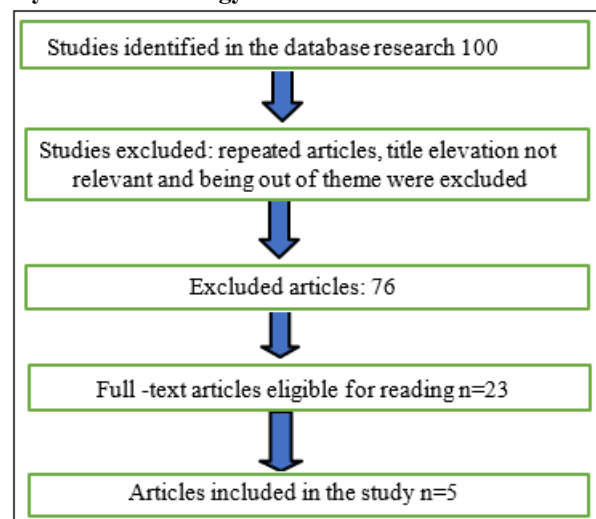 Studies identified in the database research 100
Studies excluded: repeated articles, title elevation not
relevant and being out of theme were excluded
Excluded articles: 76
Full -text articles eligible for reading n=23
Articles included in the study n=5